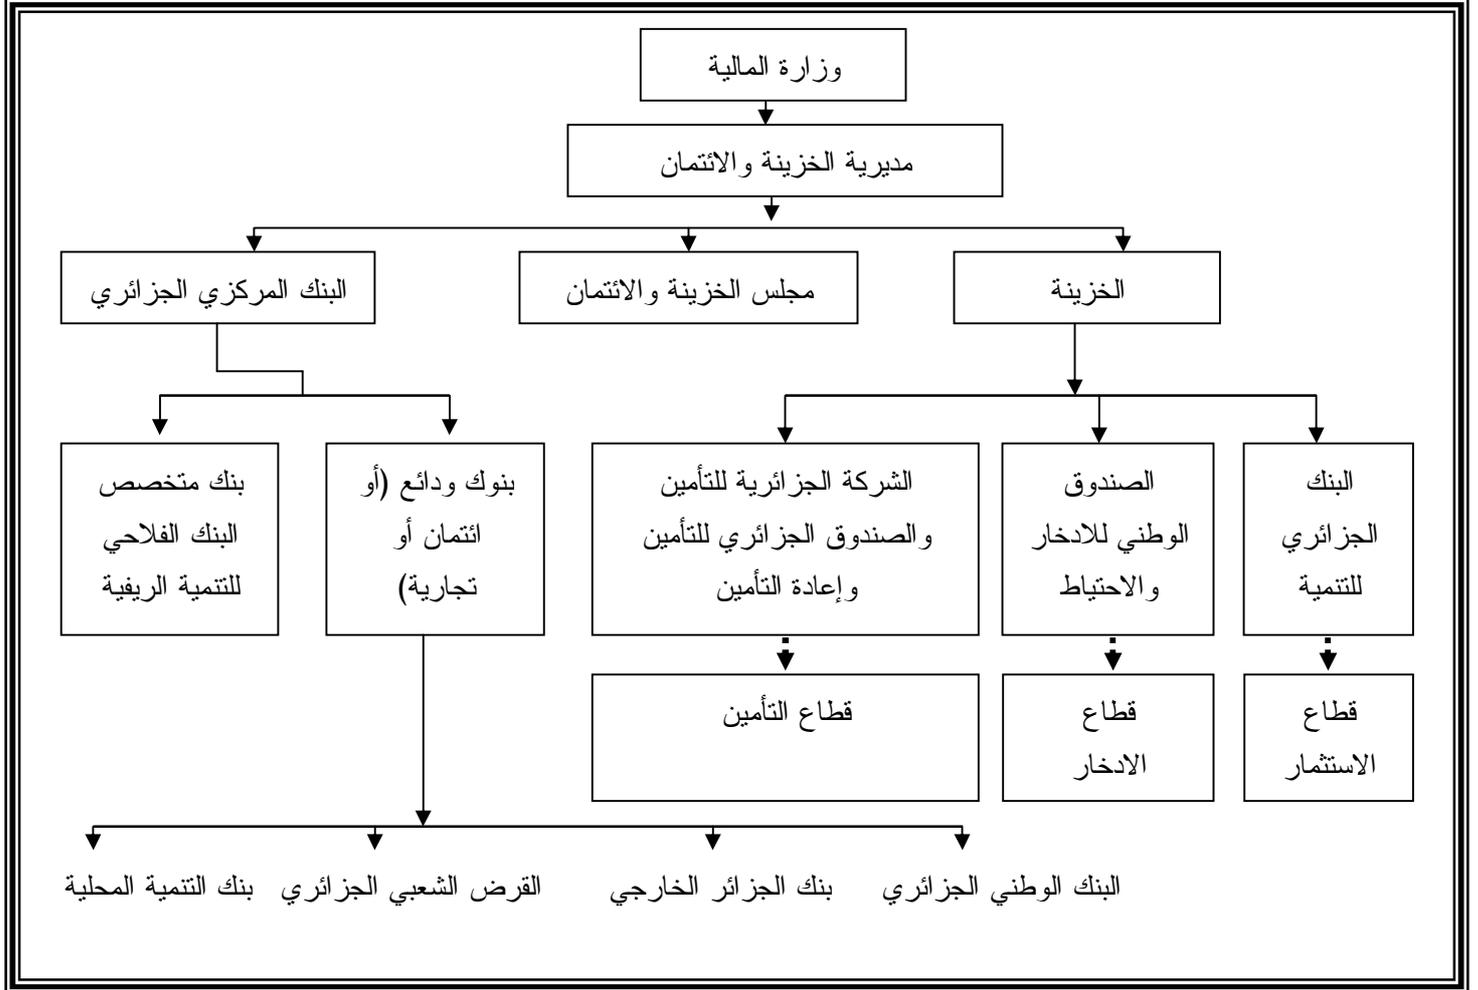 وزارة المالية
مديرية الخزينة والائتمان
الخزينة
مجلس الخزينة والائتمان
البنك المركزي الجزائري
البنك
الجزائري
للتنمية
الصندوق
الوطني للادخار
والاحتياط
الشركة الجزائرية للتأمين
والصندوق الجزائري للتأمين
وإعادة التأمين
بنوك ودائع (أو
ائتمان أو
تجارية)
بنك متخصص
البنك الفلاحي
للتنمية الريفية
قطاع
الاستثمار
قطاع
الادخار
قطاع التأمين
البنك الوطني الجزائري
بنك الجزائر الخارجي
القرض الشعبي الجزائري
بنك التنمية المحلية